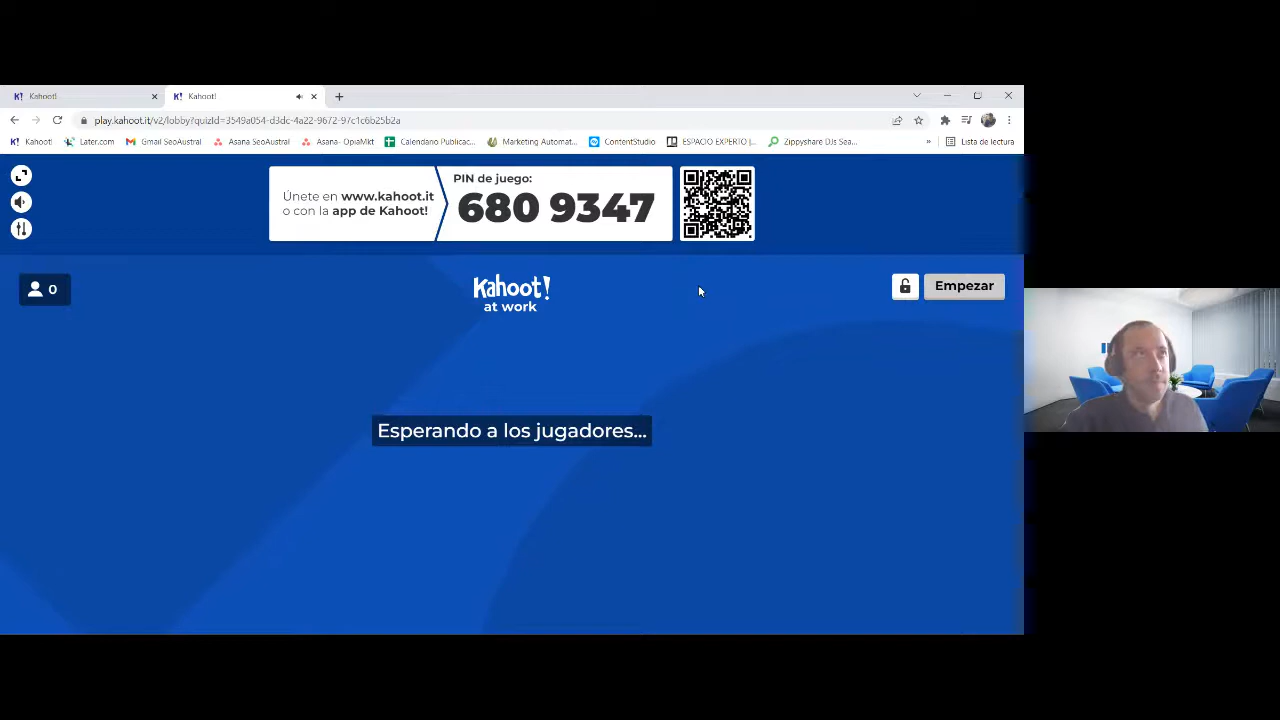 Kahoot!
Kahoot!
play.kahoot.it/v2/lobby?quizId=3549a054-d3dc-4a22-9672-97c1c6b25b2a
Kahoot! Later.com Gmail SeoAustral Asana SeoAustral Asana- OpiaMkt Calendario Publicac... Marketing Automat... ContentStudio ESPACIO EXPERTO |... Zippyshare DJs Sea... » Lista de lectura
Únete en www.kahoot.it
o con la app de Kahoot!
PIN de juego:
680 9347
0
Kahoot!
at work
Empezar
Esperando a los jugadores...